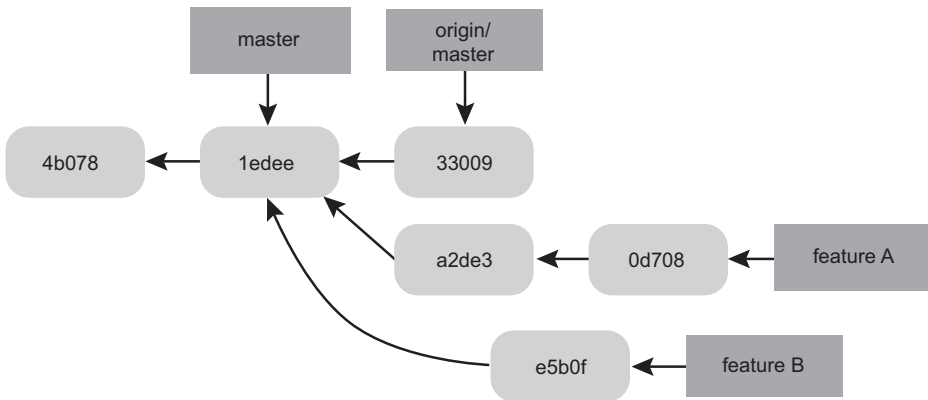 master
origin/
master
4b078
1edee
33009
a2de3
0d708
feature A
e5b0f
feature B